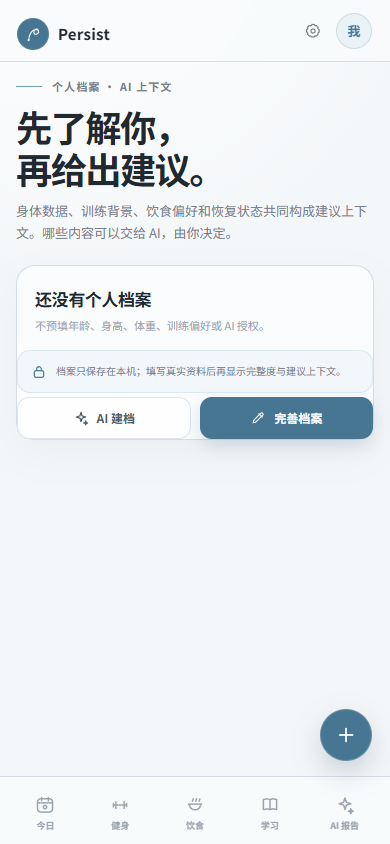 Persist
我
个人档案 · AI 上下文
先了解你，
再给出建议。
身体数据、训练背景、饮食偏好和恢复状态共同构成建议上下
文。哪些内容可以交给 AI，由你决定。
还没有个人档案
不预填年龄、身高、体重、训练偏好或 AI 授权。
档案只保存在本机；填写真实资料后再显示完整度与建议上下文。
AI 建档
完善档案
今日
健身
饮食
学习
AI 报告